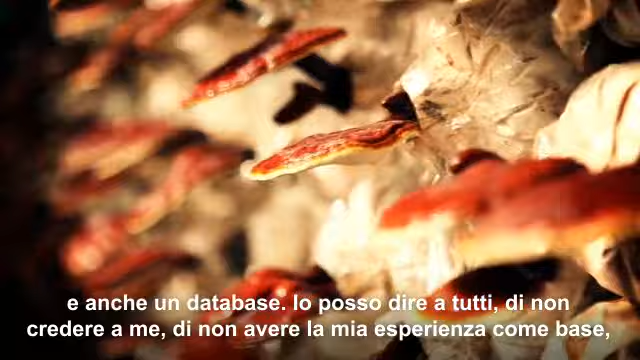 e anche un database. Io posso dire a tutti, di non
credere a me, di non avere la mia esperienza come base,